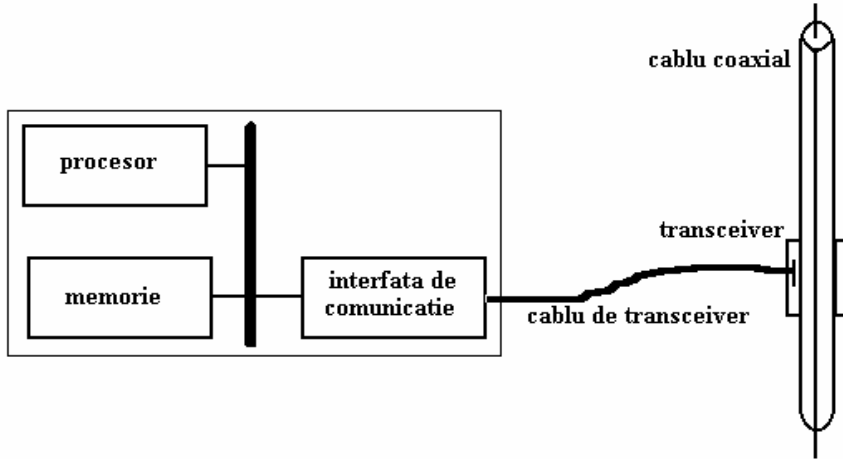 cablu coaxial
procesor
transceiver
memorie
interfata de
comunicatie
cablu de transceiver